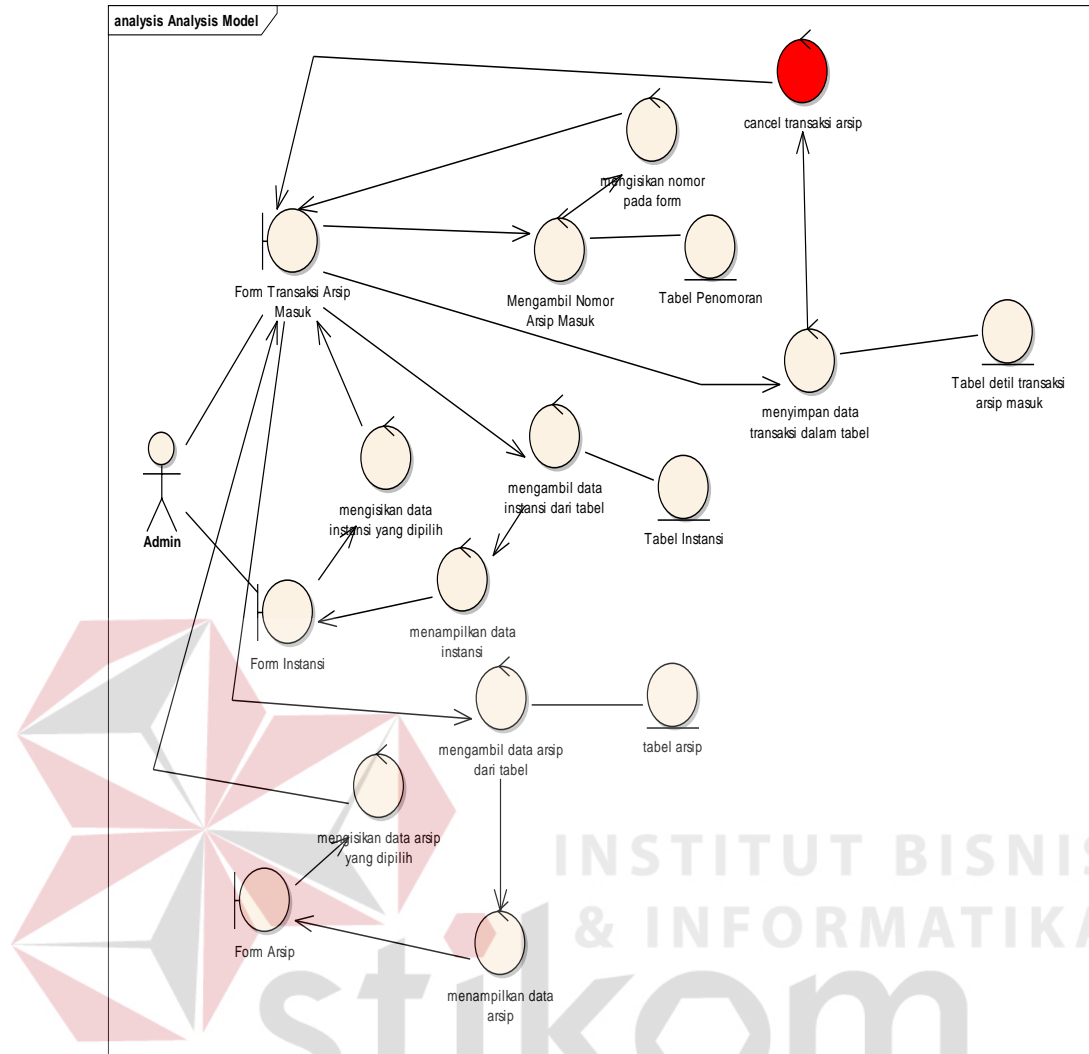 analysis Analysis Model
cancel transaksi arsip
mengisikan nomor
pada form
Form Transaksi Arsip
Masuk
Mengambil Nomor
Arsip Masuk
Tabel Penomoran
menyimpan data
transaksi dalam tabel
Tabel detil transaksi
arsip masuk
Admin
mengisikan data
instansi yang dipilih
mengambil data
instansi dari tabel
Tabel Instansi
Form Instansi
menampilkan data
instansi
mengambil data arsip
dari tabel
tabel arsip
mengisikan data arsip
yang dipilih
Form Arsip
menampilkan data
arsip
INSTITUT BISNIS
& INFORMATIKA
stikom